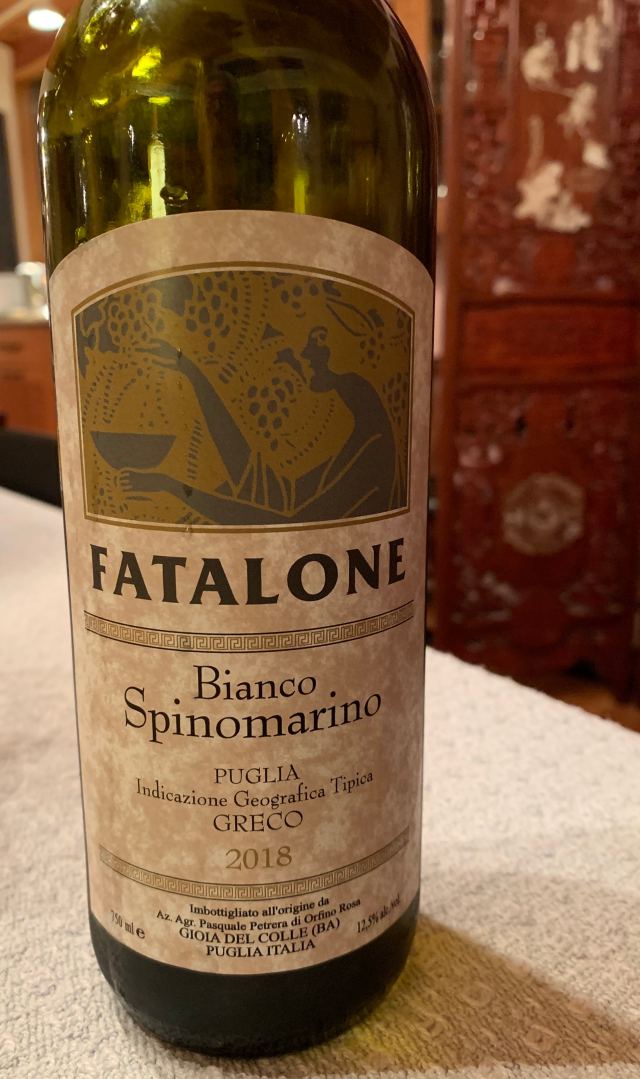 FATALONE
Bianco
Spinomarino
PUGLIA
Indicazione Geografica Tipica
GRECO
2018
Imbottigliato all'origine da
Az. Agr. Pasquale Petrera di Orfino Rosa
750 ml e GIOIA DEL COLLE (BA) 12,5% alc.vol.
PUGLIA ITALIA